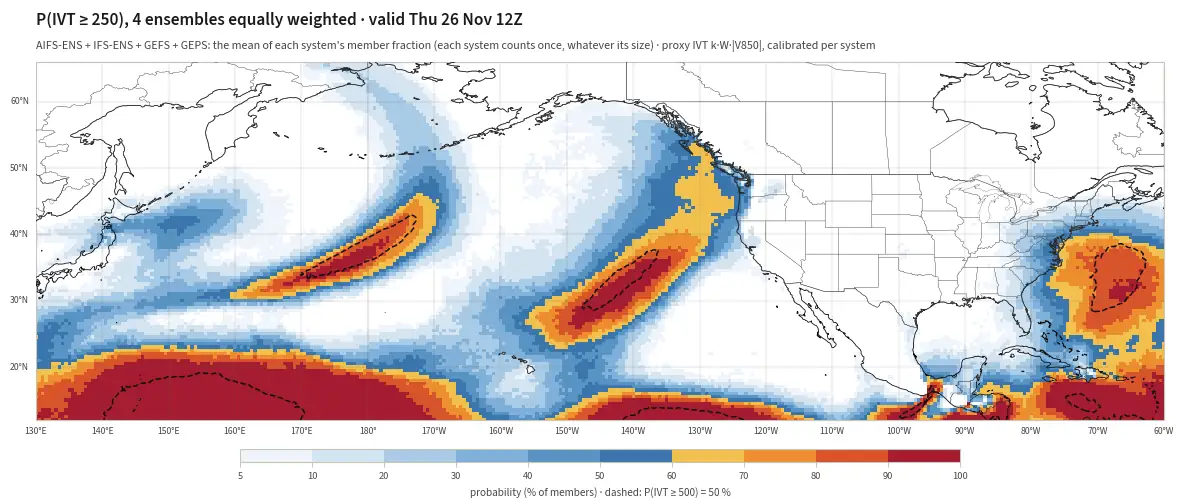 P(IVT ≥ 250), 4 ensembles equally weighted · valid Thu 26 Nov 12Z
AIFS-ENS + IFS-ENS + GEFS + GEPS: the mean of each system's member fraction (each system counts once, whatever its size) · proxy IVT k·W·|V850|, calibrated per system
60°N
50°N
40°N
30°N
20°N
130°E 140°E 150°E 160°E 170°E 180° 170°W 160°W 150°W 140°W 130°W 120°W 110°W 100°W 90°W 80°W 70°W 60°W
5 10 20 30 40 50 60 70 80 90 100
probability (% of members) · dashed: P(IVT ≥ 500) = 50 %